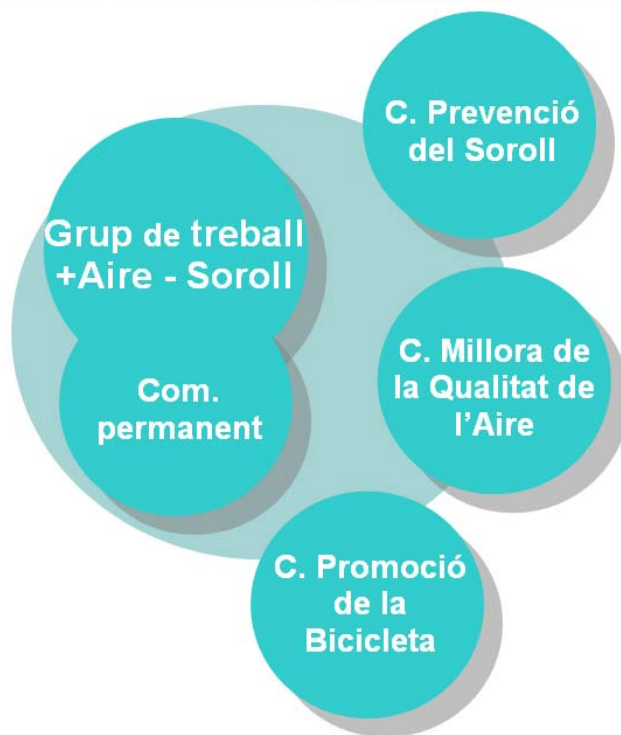 C. Prevenció
del Soroll
Grup de treball
+Aire - Soroll
C. Millora de
la Qualitat de
l’Aire
Com.
permanent
C. Promoció
de la
Bicicleta